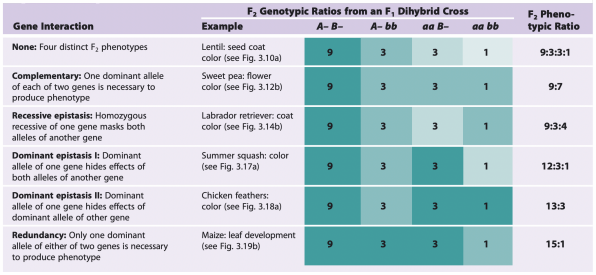 F₂ Genotypic Ratios from an F₁ Dihybrid Cross
F₂ Pheno-
typic Ratio
Gene Interaction Example A– B– A– bb aa B– aa bb
None: Four distinct F₂ phenotypes
Lentil: seed coat
color (see Fig. 3.10a)
9 3 3 1 9:3:3:1
Complementary: One dominant allele
of each of two genes is necessary to
produce phenotype
Sweet pea: flower
color (see Fig. 3.12b)
9 3 3 1 9:7
Recessive epistasis: Homozygous
recessive of one gene masks both
alleles of another gene
Labrador retriever: coat
color (see Fig. 3.14b)
9 3 3 1 9:3:4
Dominant epistasis I: Dominant
allele of one gene hides effects of
both alleles of another gene
Summer squash: color
(see Fig. 3.17a)
9 3 3 1 12:3:1
Dominant epistasis II: Dominant
allele of one gene hides effects of
dominant allele of other gene
Chicken feathers:
color (see Fig. 3.18a)
9 3 3 1 13:3
Redundancy: Only one dominant
allele of either of two genes is necessary
to produce phenotype
Maize: leaf development
(see Fig. 3.19b)
9 3 3 1 15:1